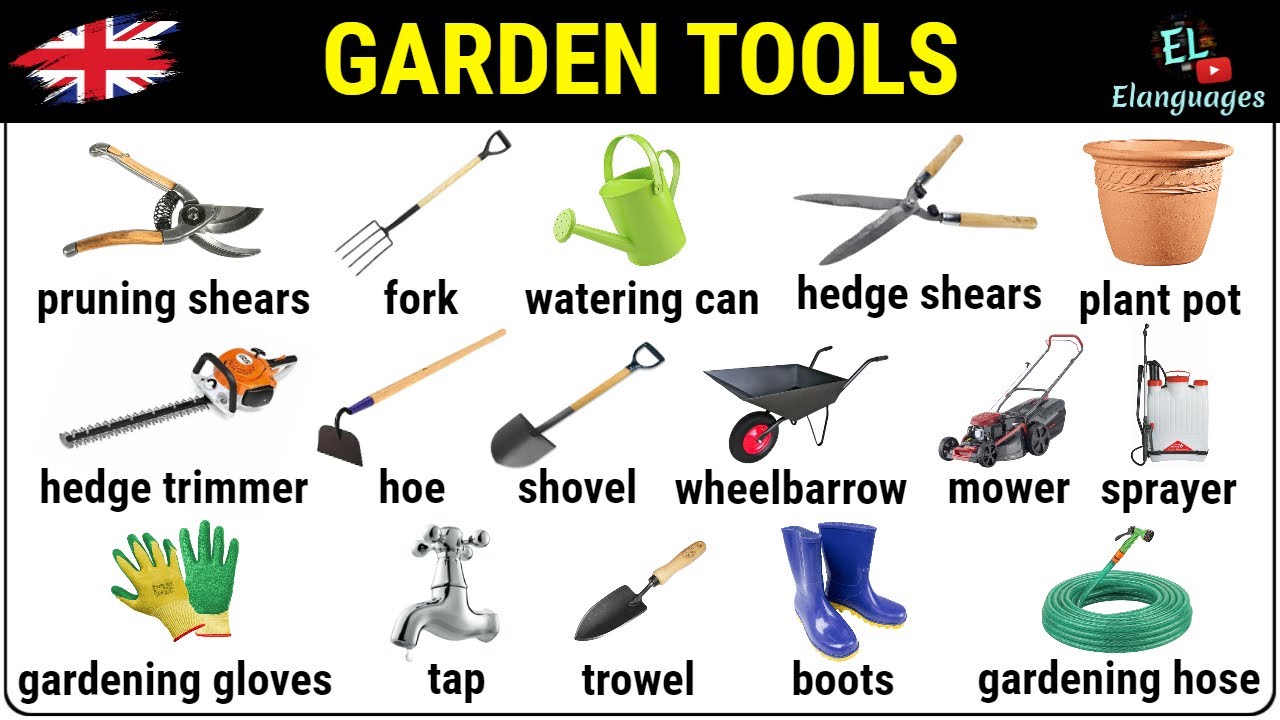 GARDEN TOOLS
EL
Elanguages
pruning shears
fork
watering can
hedge shears
plant pot
hedge trimmer
hoe
shovel
wheelbarrow
mower
sprayer
gardening gloves
tap
trowel
boots
gardening hose